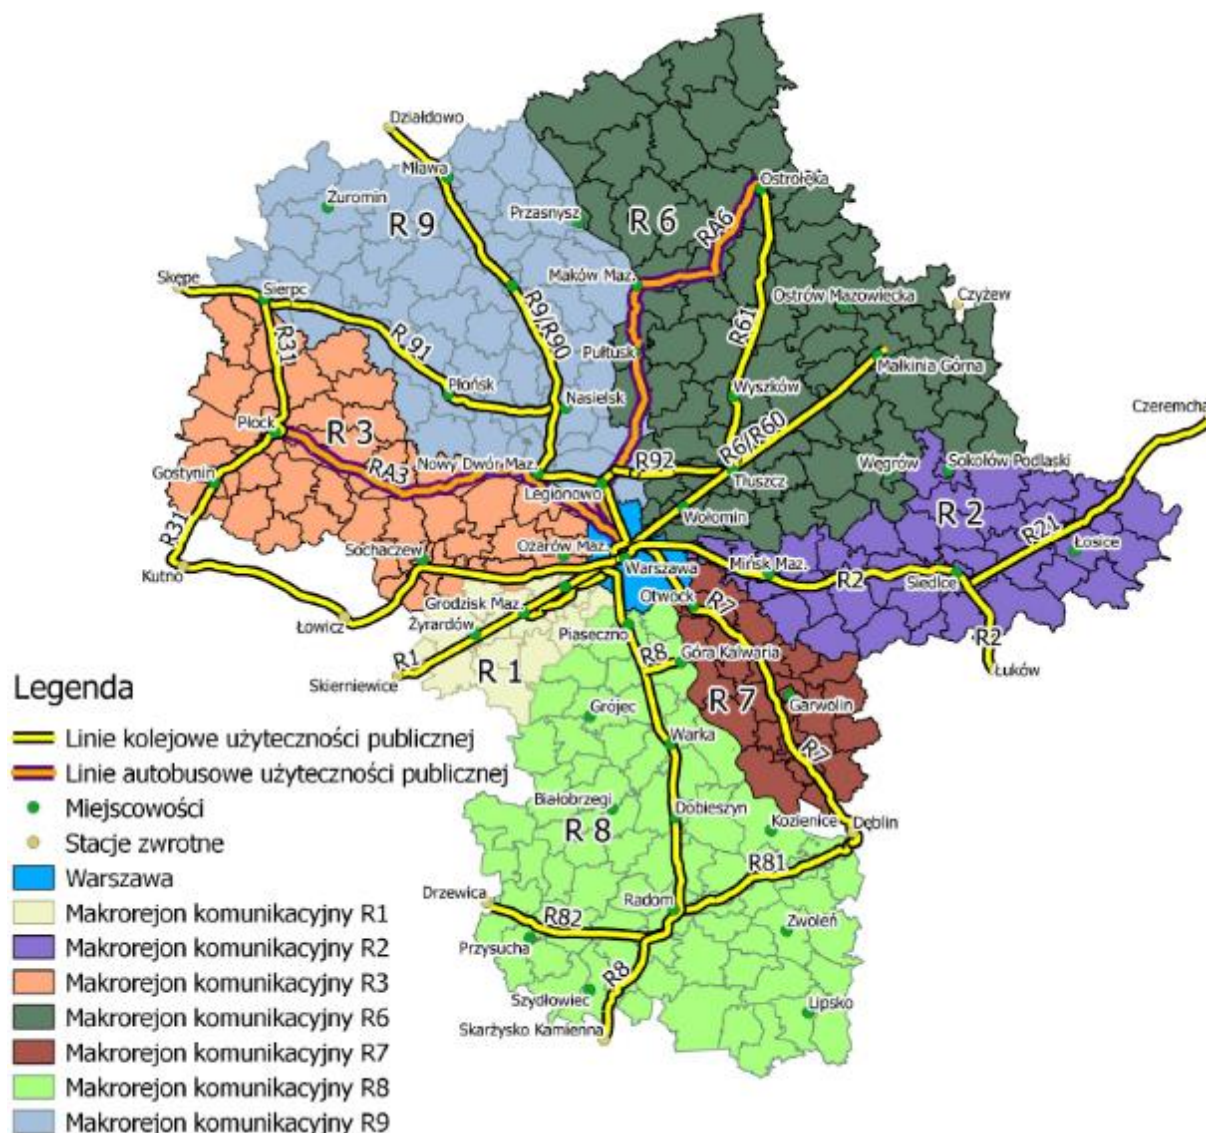 Działdowo
Mława
Żuromin
R 9
Przasnysz
R 6
RA6
Ostrołęka
Skępe
Sierpc
Maków Maz.
Ostrów Mazowiecka
Czyżew
R31
R 91
R9/R90
Pułtusk
R61
Małkinia Górna
Płońsk
Nasielsk
Wyszków
Czeremcha
Płock
R 3
RA3
Nowy Dwór Maz.
R92
R6/R60
Gostynin
Legionowo
Tłuszcz
Węgrów
Sokołów Podlaski
R31
Wołomin
R 2
R21
Kutno
Sochaczew
Ożarów Maz.
Warszawa
Mińsk Maz.
R2
Siedlce
Łosice
Łowicz
Grodzisk Maz.
Otwock
R7
Żyrardów
Piaseczno
R2
R1
R 1
R8
Góra Kalwaria
Łuków
Skierniewice
R 7
Garwolin
Grójec
Warka
R7
Białobrzegi
Dobieszyn
Kozienice
Dęblin
R 8
R81
Drzewica
Radom
R82
Zwoleń
Przysucha
R8
Szydłowiec
Lipsko
Skarżysko Kamienna
Legenda
Linie kolejowe użyteczności publicznej
Linie autobusowe użyteczności publicznej
Miejscowości
Stacje zwrotne
Warszawa
Makrorejon komunikacyjny R1
Makrorejon komunikacyjny R2
Makrorejon komunikacyjny R3
Makrorejon komunikacyjny R6
Makrorejon komunikacyjny R7
Makrorejon komunikacyjny R8
Makrorejon komunikacyjny R9